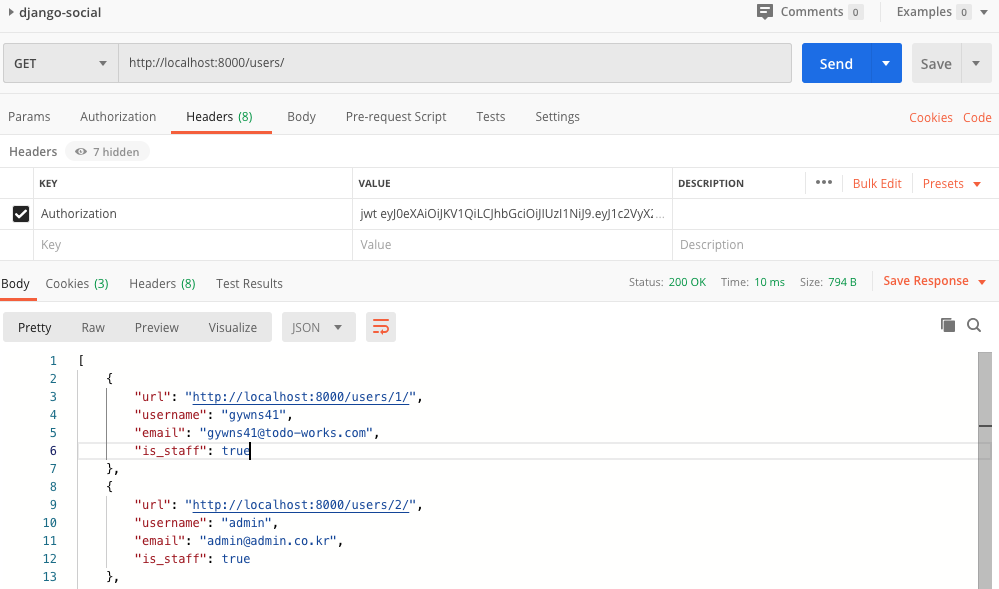 django-social
Comments 0 Examples 0
GET http://localhost:8000/users/ Send Save
Params Authorization Headers (8) Body Pre-request Script Tests Settings Cookies Code
Headers 7 hidden
KEY VALUE DESCRIPTION ••• Bulk Edit Presets
Authorization jwt eyJ0eXAiOiJKV1QiLCJhbGciOiJIUzI1NiJ9.eyJ1c2VyX2...
Key Value Description
Body Cookies (3) Headers (8) Test Results Status: 200 OK Time: 10 ms Size: 794 B Save Response
Pretty Raw Preview Visualize JSON
1 [
2 {
3 "url": "http://localhost:8000/users/1/",
4 "username": "gywns41",
5 "email": "gywns41@todo-works.com",
6 "is_staff": true
7 },
8 {
9 "url": "http://localhost:8000/users/2/",
10 "username": "admin",
11 "email": "admin@admin.co.kr",
12 "is_staff": true
13 },